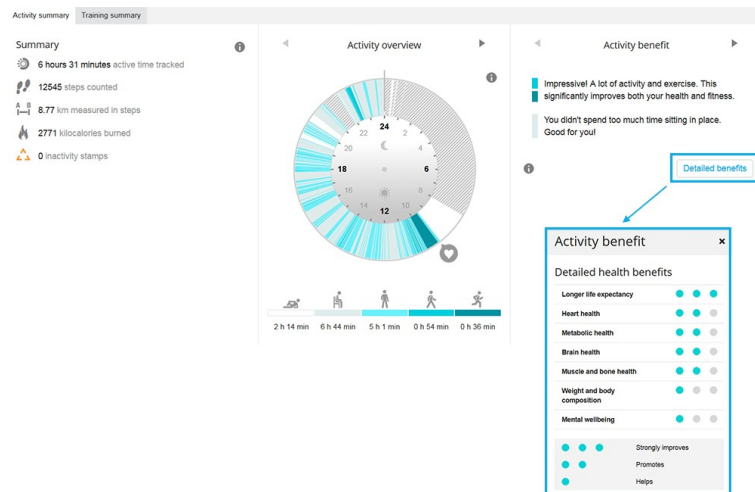 Activity summary
Training summary
Summary
6 hours 31 minutes active time tracked
12545 steps counted
A B
8.77 km measured in steps
2771 kilocalories burned
0 inactivity stamps
Activity overview
24
2
4
6
8
10
12
14
16
18
20
22
2 h 14 min
6 h 44 min
5 h 1 min
0 h 54 min
0 h 36 min
Activity benefit
Impressive! A lot of activity and exercise. This
significantly improves both your health and fitness.
You didn't spend too much time sitting in place.
Good for you!
Detailed benefits
Activity benefit
×
Detailed health benefits
Longer life expectancy
Heart health
Metabolic health
Brain health
Muscle and bone health
Weight and body
composition
Mental wellbeing
Strongly improves
Promotes
Helps